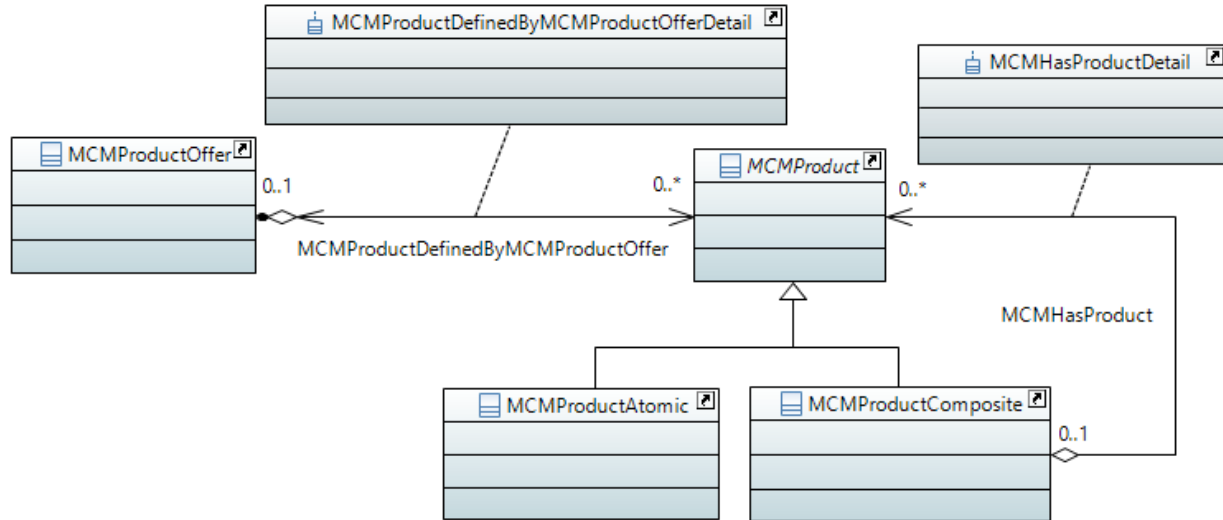 MCMProductDefinedByMCMProductOfferDetail
MCMHasProductDetail
MCMProductOffer
MCMProduct
0..1
0..*
0..*
MCMProductDefinedByMCMProductOffer
MCMHasProduct
MCMProductAtomic
MCMProductComposite
0..1